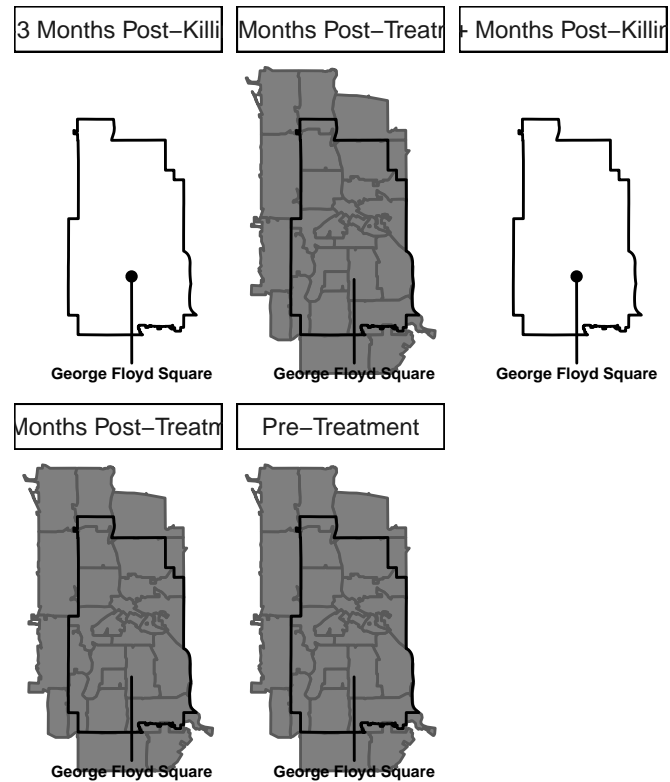 3 Months Post–Killi
Months Post–Treatr
+ Months Post–Killin
George Floyd Square
George Floyd Square
George Floyd Square
Months Post–Treatm
Pre–Treatment
George Floyd Square
George Floyd Square